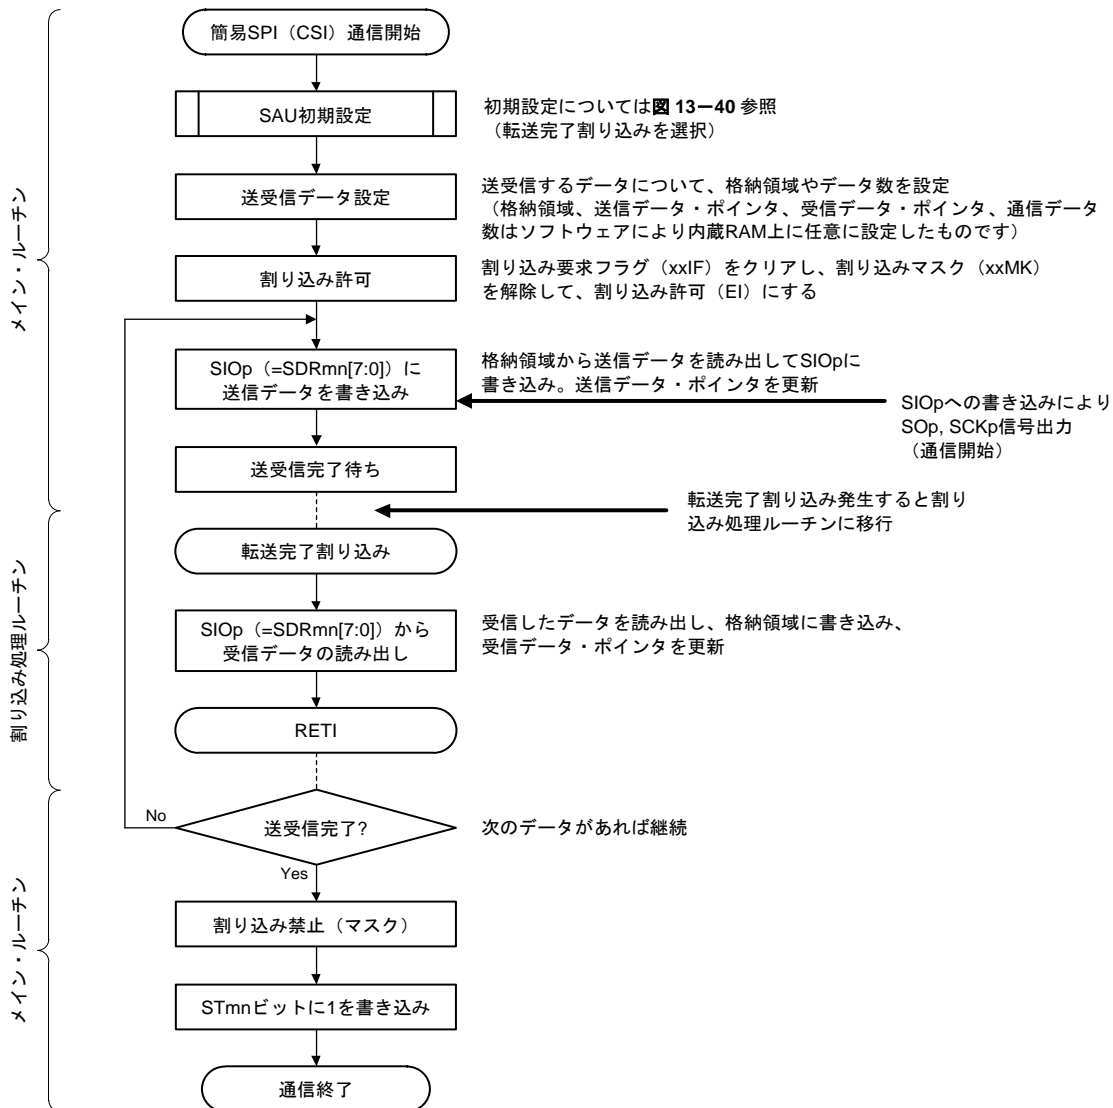 簡易SPI（CSI）通信開始
SAU初期設定
初期設定については図 13－40 参照
（転送完了割り込みを選択）
メイン・ルーチン
送受信データ設定
送受信するデータについて、格納領域やデータ数を設定
（格納領域、送信データ・ポインタ、受信データ・ポインタ、通信データ
数はソフトウェアにより内蔵RAM上に任意に設定したものです）
割り込み許可
割り込み要求フラグ（xxIF）をクリアし、割り込みマスク（xxMK）
を解除して、割り込み許可（EI）にする
SIOp（=SDRmn[7:0]）に
送信データを書き込み
格納領域から送信データを読み出してSIOpに
書き込み。送信データ・ポインタを更新
SIOpへの書き込みにより
SOp, SCKp信号出力
（通信開始）
送受信完了待ち
転送完了割り込み発生すると割り
込み処理ルーチンに移行
割り込み処理ルーチン
転送完了割り込み
SIOp（=SDRmn[7:0]）から
受信データの読み出し
受信したデータを読み出し、格納領域に書き込み、
受信データ・ポインタを更新
RETI
No
送受信完了?
次のデータがあれば継続
Yes
メイン・ルーチン
割り込み禁止（マスク）
STmnビットに1を書き込み
通信終了